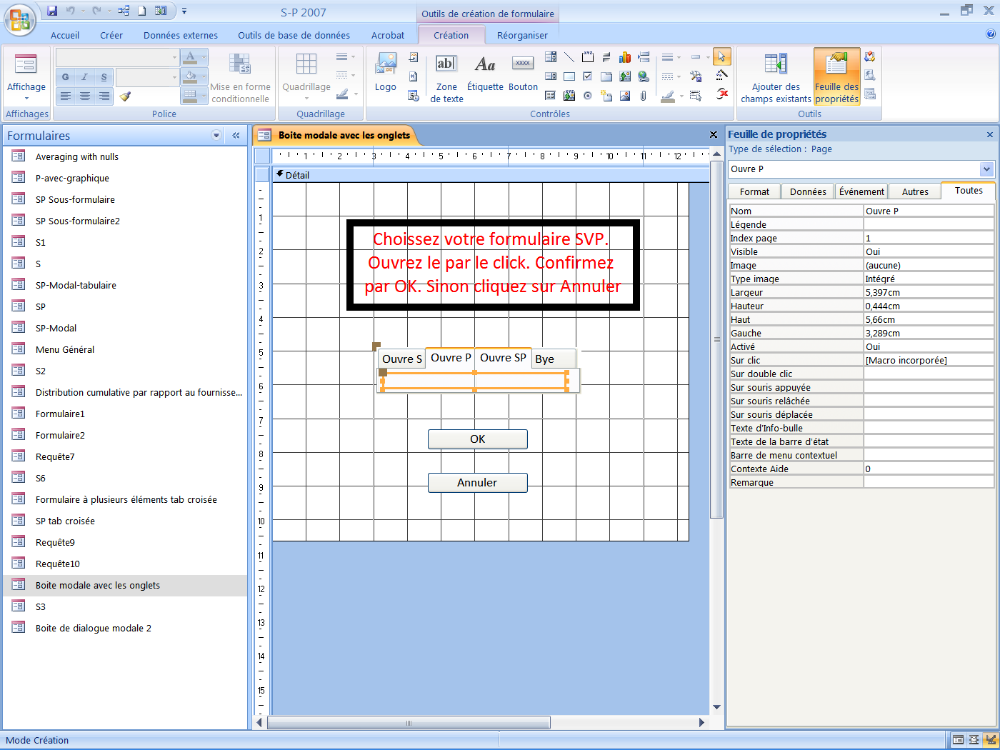 S-P 2007
Outils de création de formulaire
Accueil
Créer
Données externes
Outils de base de données
Acrobat
Création
Réorganiser
Affichage
Affichages
A
G I S
Mise en forme
conditionnelle
Police
Quadrillage
Quadrillage
Logo
ab|
Zone
de texte
Aa
Étiquette
XXXX
Bouton
XYZ
Contrôles
Ajouter des
champs existants
Feuille des
propriétés
Outils
Formulaires
Averaging with nulls
P-avec-graphique
SP Sous-formulaire
SP Sous-formulaire2
S1
S
SP-Modal-tabulaire
SP
SP-Modal
Menu Général
S2
Distribution cumulative par rapport au fournisse...
Formulaire1
Formulaire2
Requête7
S6
Formulaire à plusieurs éléments tab croisée
SP tab croisée
Requête9
Requête10
Boite modale avec les onglets
S3
Boite de dialogue modale 2
Boite modale avec les onglets
1 2 3 4 5 6 7 8 9 10 11 12
Détail
1
2
3
4
5
6
7
8
9
10
11
12
13
14
15
Choissez votre formulaire SVP.
Ouvrez le par le click. Confirmez
par OK. Sinon cliquez sur Annuler
Ouvre S
Ouvre P
Ouvre SP
Bye
OK
Annuler
Feuille de propriétés
Type de sélection : Page
Ouvre P
Format
Données
Événement
Autres
Toutes
Nom Ouvre P
Légende
Index page 1
Visible Oui
Image (aucune)
Type image Intégré
Largeur 5,397cm
Hauteur 0,444cm
Haut 5,66cm
Gauche 3,289cm
Activé Oui
Sur clic [Macro incorporée]
Sur double clic
Sur souris appuyée
Sur souris relâchée
Sur souris déplacée
Texte d'Info-bulle
Texte de la barre d'état
Barre de menu contextuel
Contexte Aide 0
Remarque
Mode Création